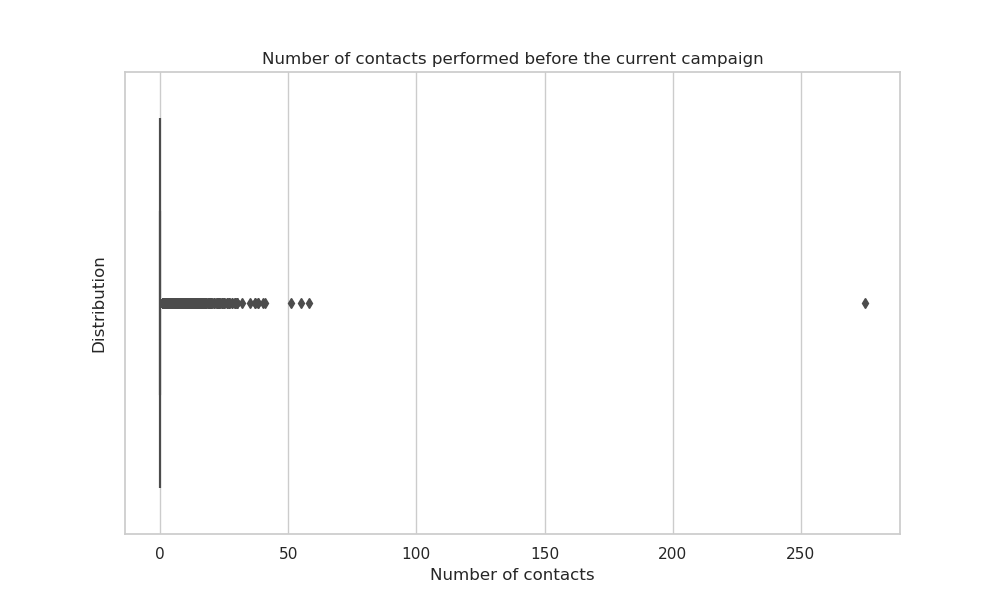 Number of contacts performed before the current campaign
Distribution
0 50 100 150 200 250
Number of contacts